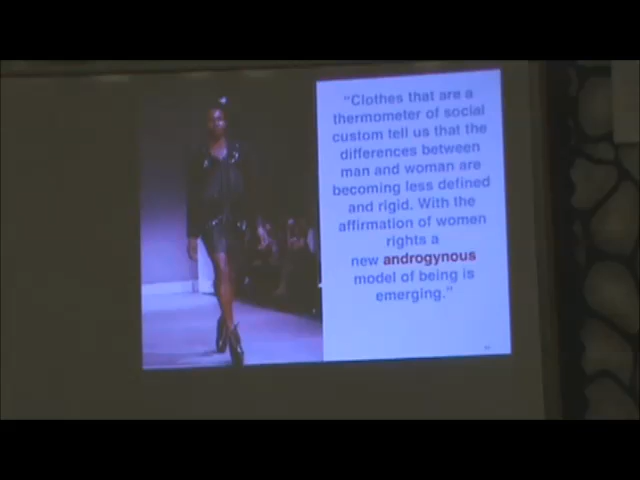 "Clothes that are a
thermometer of social
custom tell us that the
differences between
man and woman are
becoming less defined
and rigid. With the
affirmation of women
rights a
new androgynous
model of being is
emerging."